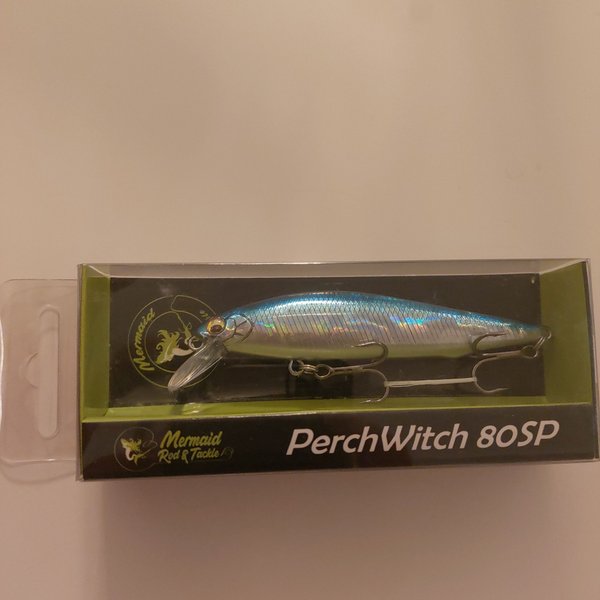 Mermaid
Mermaid
Rod & Tackle
PerchWitch 80SP